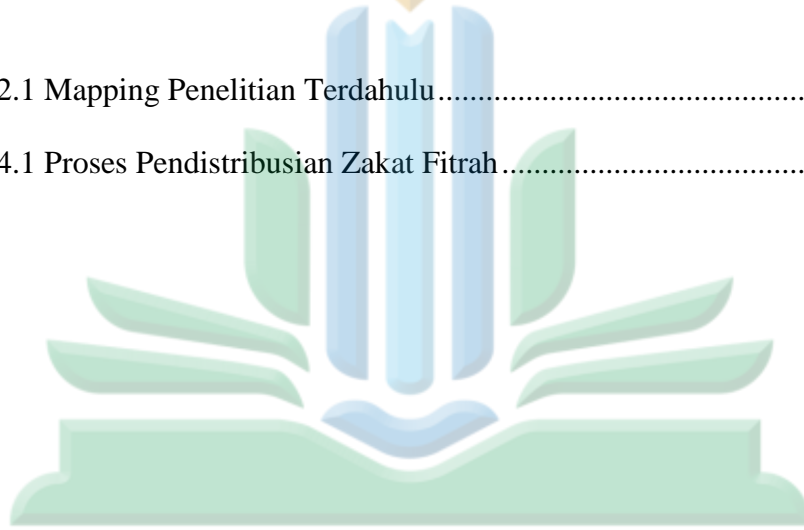 2.1 Mapping Penelitian Terdahulu..........................................
4.1 Proses Pendistribusian Zakat Fitrah..................................